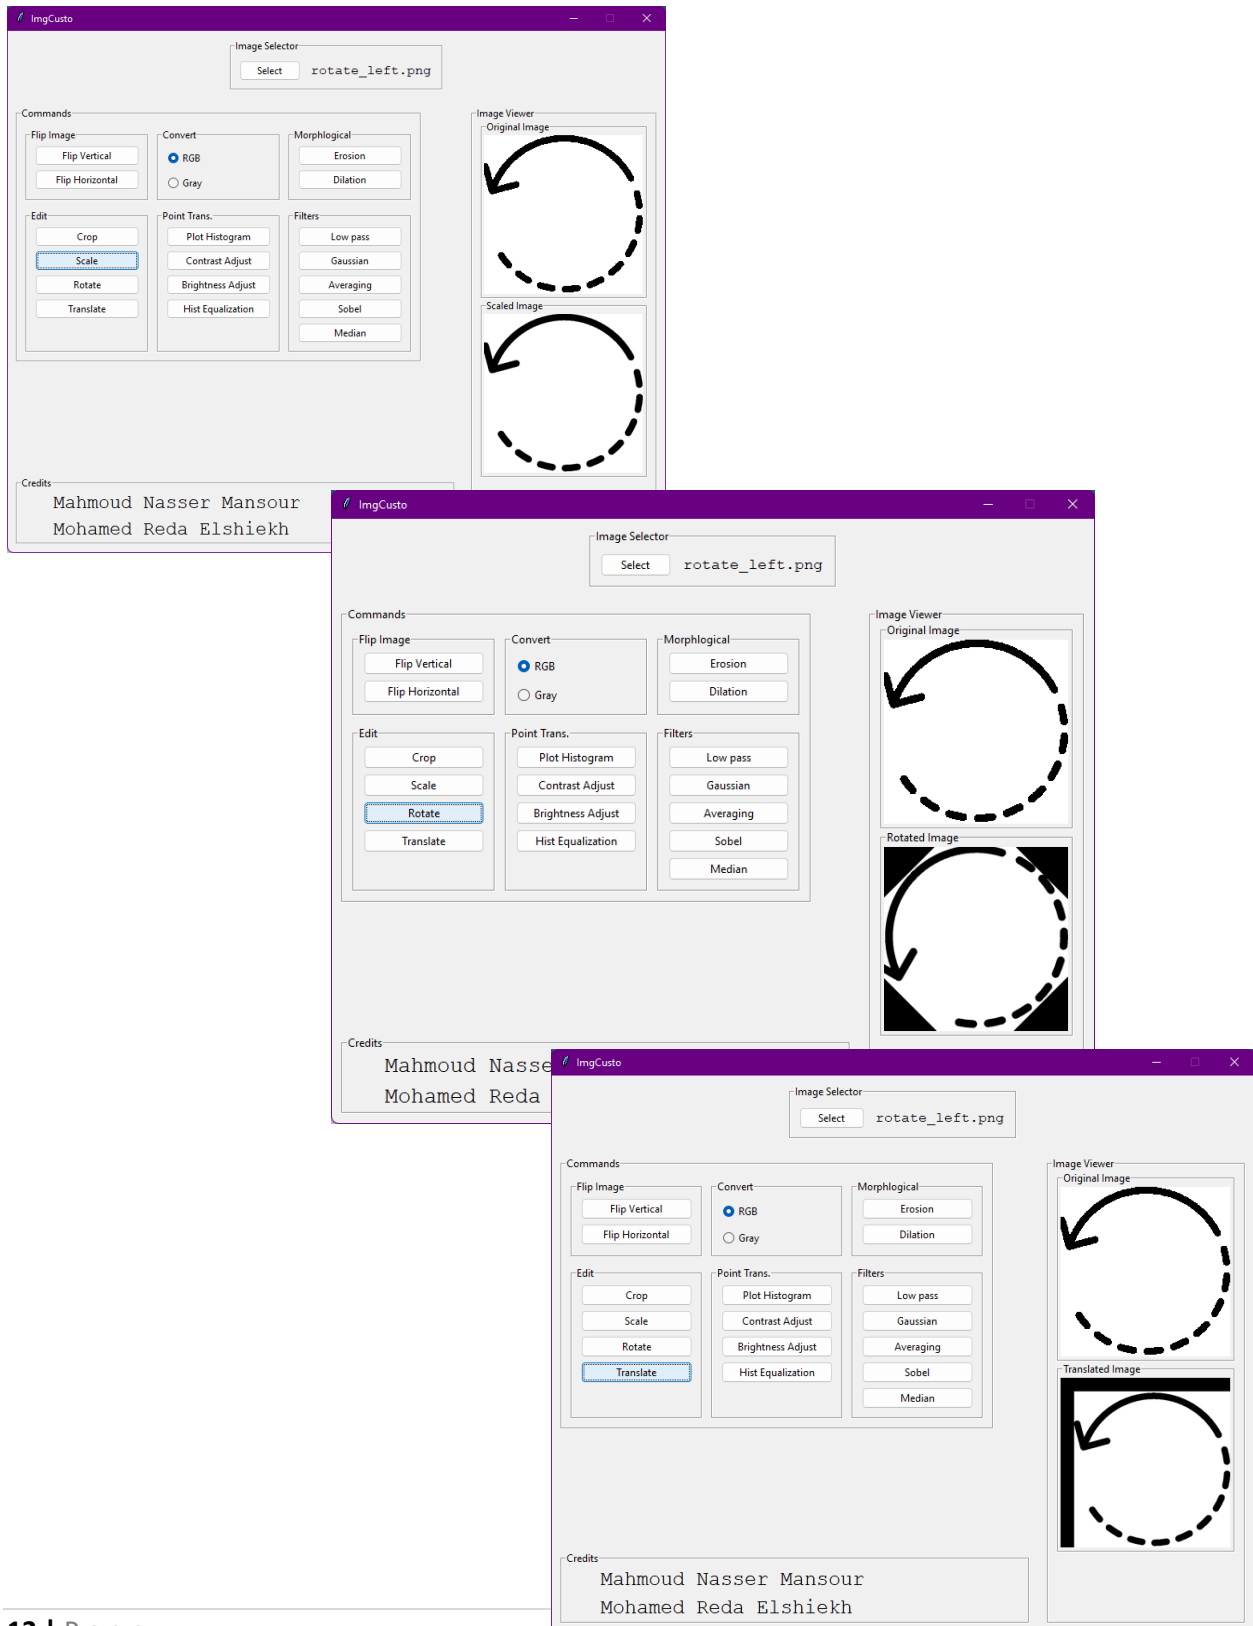 ImgCusto
Image Selector
Select rotate_left.png
Commands
Flip Image Convert Morphlogical
Flip Vertical RGB Erosion
Flip Horizontal Gray Dilation
Edit Point Trans. Filters
Crop Plot Histogram Low pass
Scale Contrast Adjust Gaussian
Rotate Brightness Adjust Averaging
Translate Hist Equalization Sobel
Median
Image Viewer
Original Image
Scaled Image
Credits
Mahmoud Nasser Mansour
Mohamed Reda Elshiekh
ImgCusto
Image Selector
Select rotate_left.png
Commands
Flip Image Convert Morphlogical
Flip Vertical RGB Erosion
Flip Horizontal Gray Dilation
Edit Point Trans. Filters
Crop Plot Histogram Low pass
Scale Contrast Adjust Gaussian
Rotate Brightness Adjust Averaging
Translate Hist Equalization Sobel
Median
Image Viewer
Original Image
Rotated Image
Credits
Mahmoud Nasse
Mohamed Reda
ImgCusto
Image Selector
Select rotate_left.png
Commands
Flip Image Convert Morphlogical
Flip Vertical RGB Erosion
Flip Horizontal Gray Dilation
Edit Point Trans. Filters
Crop Plot Histogram Low pass
Scale Contrast Adjust Gaussian
Rotate Brightness Adjust Averaging
Translate Hist Equalization Sobel
Median
Image Viewer
Original Image
Translated Image
Credits
Mahmoud Nasser Mansour
Mohamed Reda Elshiekh